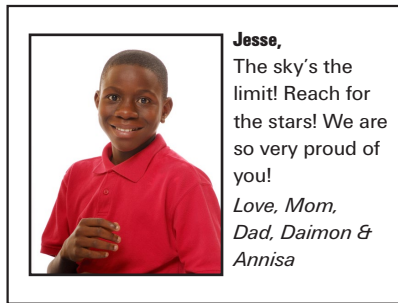 Jesse,
The sky's the
limit! Reach for
the stars! We are
so very proud of
you!
Love, Mom,
Dad, Daimon &
Annisa